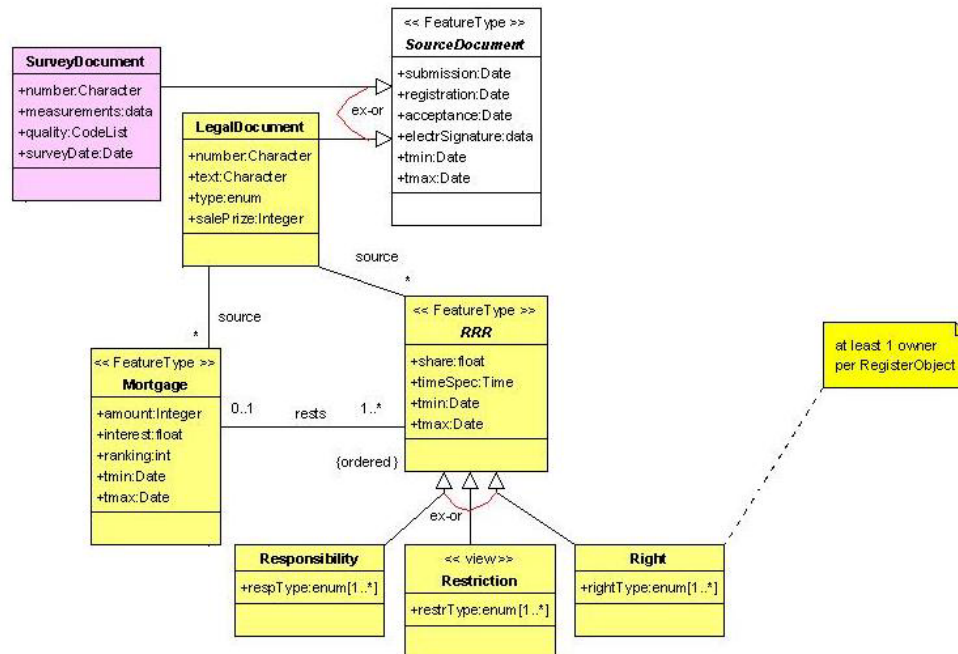 << FeatureType >>
SourceDocument
+submission:Date
+registration:Date
+acceptance:Date
+electrSignature:data
+tmin:Date
+tmax:Date
SurveyDocument
+number:Character
+measurements:data
+quality:CodeList
+surveyDate:Date
ex-or
LegalDocument
+number:Character
+text:Character
+type:enum
+salePrize:Integer
source
*
source
*
<< FeatureType >>
RRR
+share:float
+timeSpec:Time
+tmin:Date
+tmax:Date
at least 1 owner
per RegisterObject
<< FeatureType >>
Mortgage
+amount:Integer
+interest:float
+ranking:int
+tmin:Date
+tmax:Date
0..1
rests
1..*
{ordered }
ex-or
Responsibility
+respType:enum[1..*]
<< view>>
Restriction
+restrType:enum[1..*]
Right
+rightType:enum[1..*]